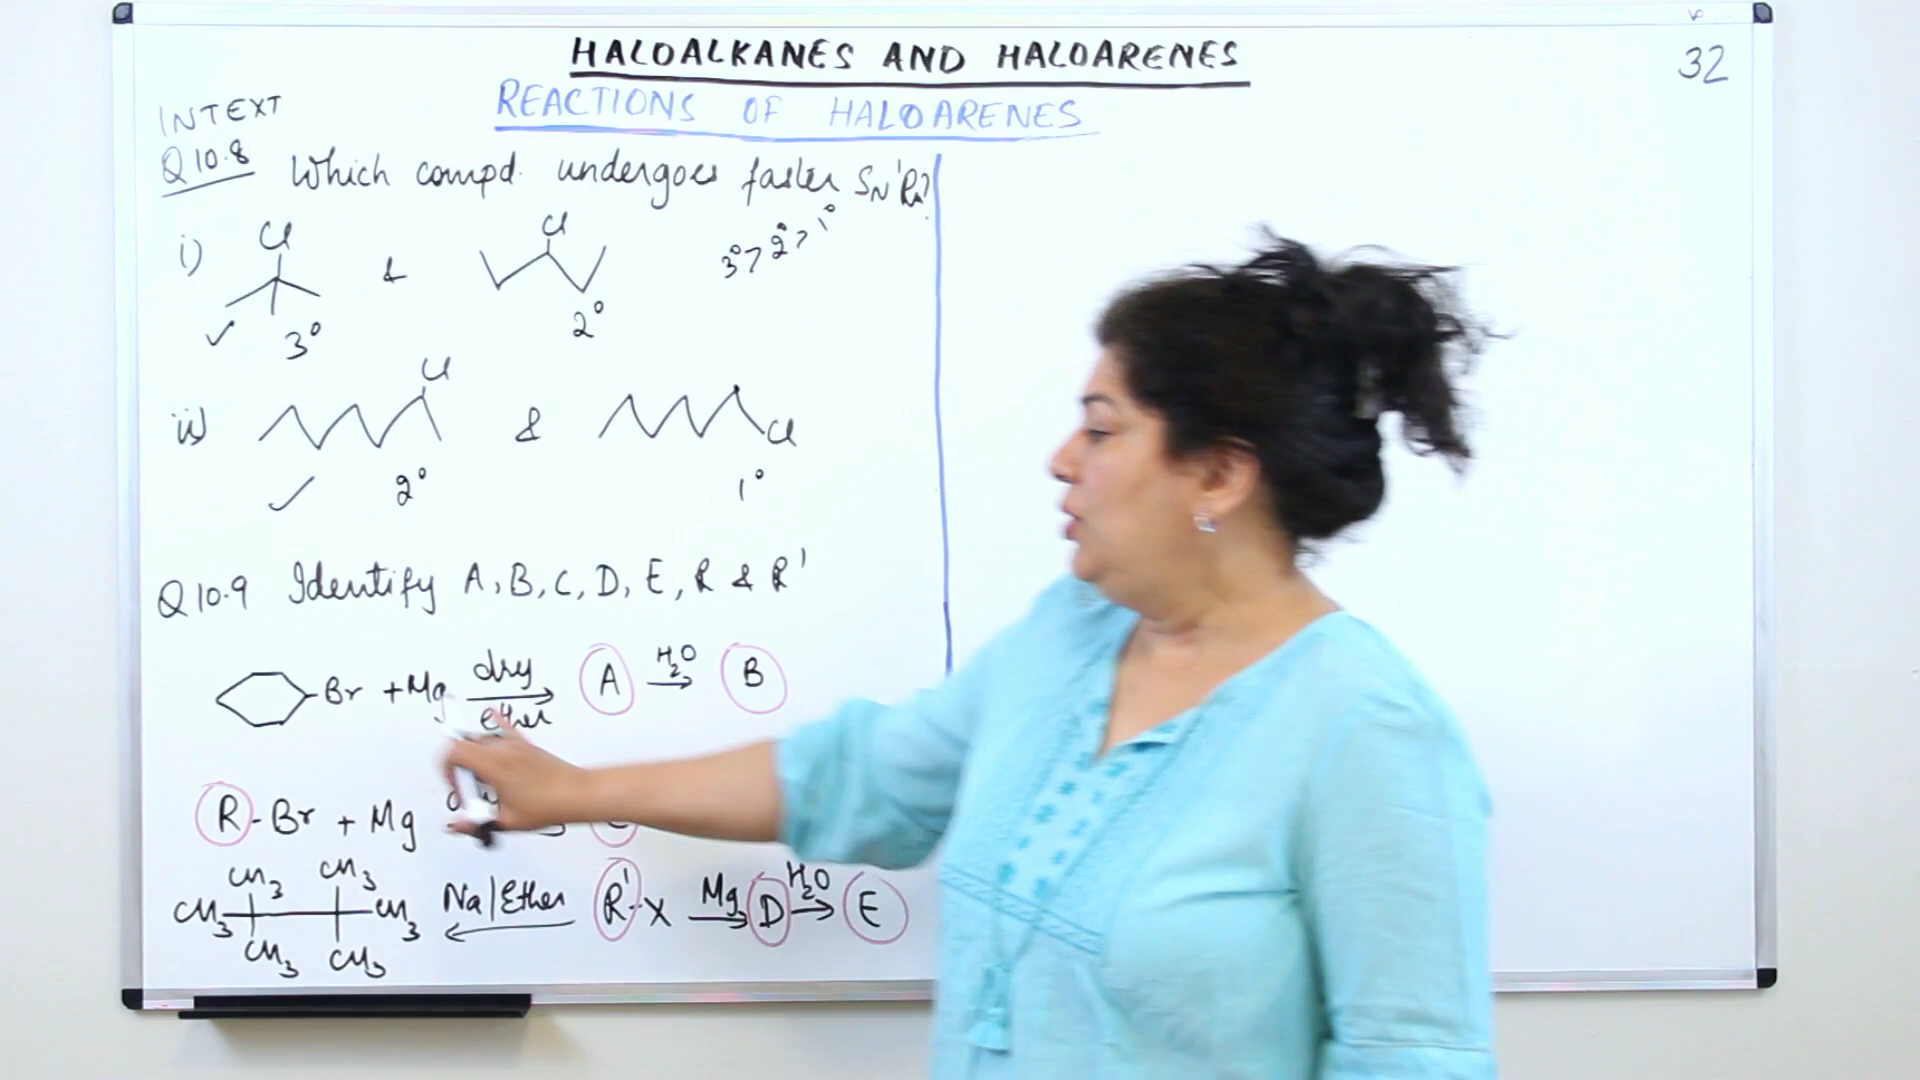 HALOALKANES AND HALOARENES
32
REACTIONS OF HALOARENES
INTEXT
Q 10.8 Which compd. undergoes faster SN1 Rn?
i) Cl & Cl 3°>2°>1°
3° 2°
ii) Cl & Cl
2° 1°
Q 10.9 Identify A, B, C, D, E, R & R'
Br + Mg dry ether A H2O B
R-Br + Mg
CH3 CH3
CH3 CH3 Na/Ether R'-X Mg D H2O E
CH3 CH3